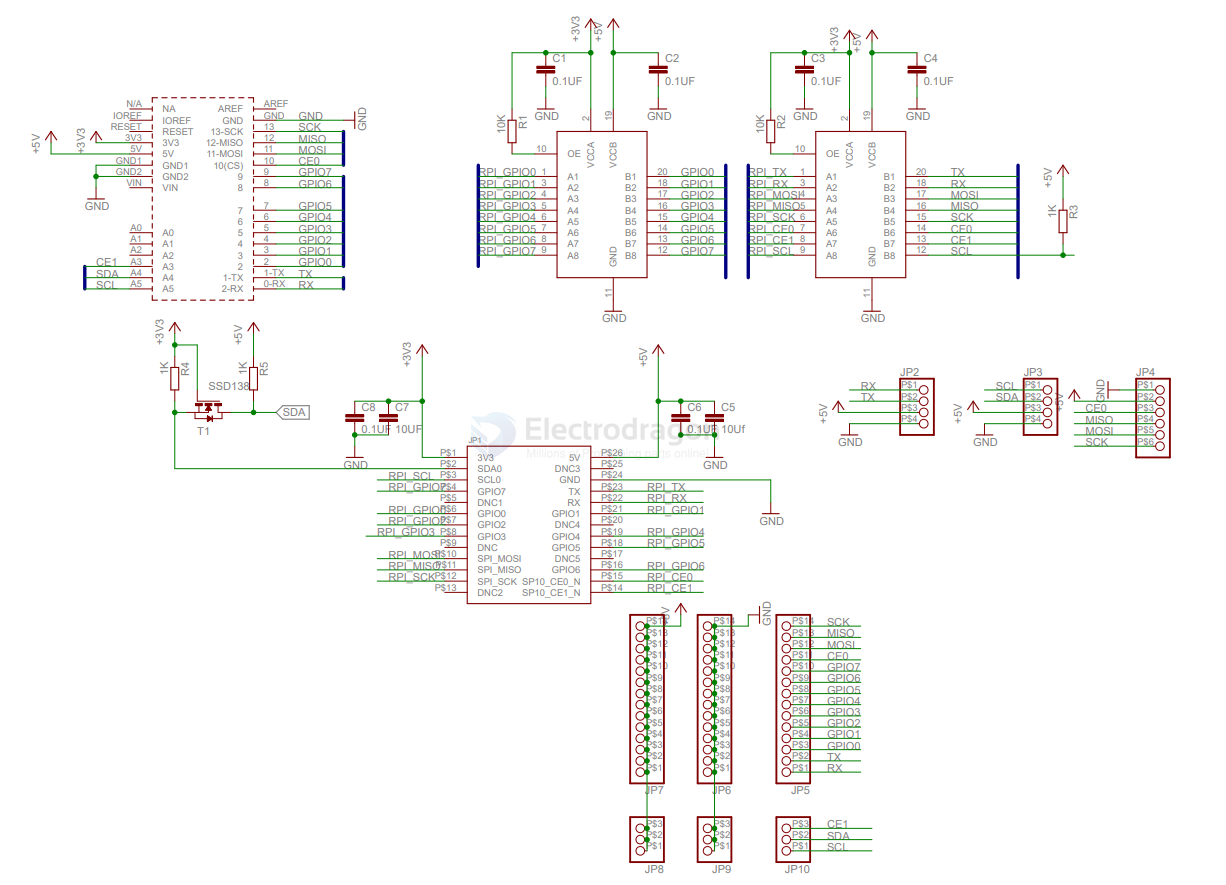 +3V3
+5V
C1
0.1UF
C2
0.1UF
GND
GND
10K
R1
2
19
10
OE
VCCA
VCCB
RPI_GPIO0 1 A1 B1 20 GPIO0
RPI_GPIO1 3 A2 B2 18 GPIO1
RPI_GPIO2 4 A3 B3 17 GPIO2
RPI_GPIO3 5 A4 B4 16 GPIO3
RPI_GPIO4 6 A5 B5 15 GPIO4
RPI_GPIO5 7 A6 B6 14 GPIO5
RPI_GPIO6 8 A7 B7 13 GPIO6
RPI_GPIO7 9 A8 B8 12 GPIO7
GND
11
GND
+3V3
+5V
C3
0.1UF
C4
0.1UF
GND
GND
10K
R2
2
19
10
OE
VCCA
VCCB
RPI_TX 1 A1 B1 20 TX
RPI_RX 3 A2 B2 18 RX
RPI_MOSI 4 A3 B3 17 MOSI
RPI_MISO 5 A4 B4 16 MISO
RPI_SCK 6 A5 B5 15 SCK
RPI_CE0 7 A6 B6 14 CE0
RPI_CE1 8 A7 B7 13 CE1
RPI_SCL 9 A8 B8 12 SCL
GND
11
GND
+5V
1K
R3
+5V
+3V3
N/A NA AREF AREF
IOREF IOREF GND GND GND
RESET RESET 13-SCK 13 SCK
3V3 3V3 12-MISO 12 MISO
5V 5V 11-MOSI 11 MOSI
GND1 GND1 10(CS) 10 CE0
GND2 GND2 9 9 GPIO7
VIN VIN 8 8 GPIO6
GND
GND
7 7 GPIO5
6 6 GPIO4
A0 A0 5 5 GPIO3
A1 A1 4 4 GPIO2
A2 A2 3 3 GPIO1
CE1 A3 A3 2 2 GPIO0
SDA A4 A4 1-TX 1-TX TX
SCL A5 A5 2-RX 0-RX RX
+3V3
+5V
1K
R4
1K
R5
SSD138
T1
SDA
+3V3
+5V
C8
0.1UF
C7
10UF
GND
C6
0.1UF
C5
10Uf
GND
Electrodragon
JP1
P$1 3V3 5V P$26
P$2 SDA0 DNC3 P$25
RPI_SCL P$3 SCL0 GND P$24
RPI_GPIO7 P$4 GPIO7 TX P$23 RPI_TX
P$5 DNC1 RX P$22 RPI_RX
RPI_GPIO0 P$6 GPIO0 GPIO1 P$21 RPI_GPIO1
RPI_GPIO2 P$7 GPIO2 DNC4 P$20
RPI_GPIO3 P$8 GPIO3 GPIO4 P$19 RPI_GPIO4
P$9 DNC GPIO5 P$18 RPI_GPIO5
RPI_MOSI P$10 SPI_MOSI DNC5 P$17
RPI_MISO P$11 SPI_MISO GPIO6 P$16 RPI_GPIO6
RPI_SCK P$12 SPI_SCK SP10_CE0_N P$15 RPI_CE0
P$13 DNC2 SP10_CE1_N P$14 RPI_CE1
GND
JP2
RX P$1
TX P$2
P$3
P$4
+5V
GND
JP3
SCL P$1
SDA P$2
P$3
P$4
+5V
GND
JP4
GND P$1
+5V P$2
CE0 P$3
MISO P$4
MOSI P$5
SCK P$6
+5V
P$14
P$13
P$12
P$11
P$10
P$9
P$8
P$7
P$6
P$5
P$4
P$3
P$2
P$1
JP7
GND
P$14
P$13
P$12
P$11
P$10
P$9
P$8
P$7
P$6
P$5
P$4
P$3
P$2
P$1
JP6
P$14 SCK
P$13 MISO
P$12 MOSI
P$11 CE0
P$10 GPIO7
P$9 GPIO6
P$8 GPIO5
P$7 GPIO4
P$6 GPIO3
P$5 GPIO2
P$4 GPIO1
P$3 GPIO0
P$2 TX
P$1 RX
JP5
P$3
P$2
P$1
JP8
P$3
P$2
P$1
JP9
P$3 CE1
P$2 SDA
P$1 SCL
JP10